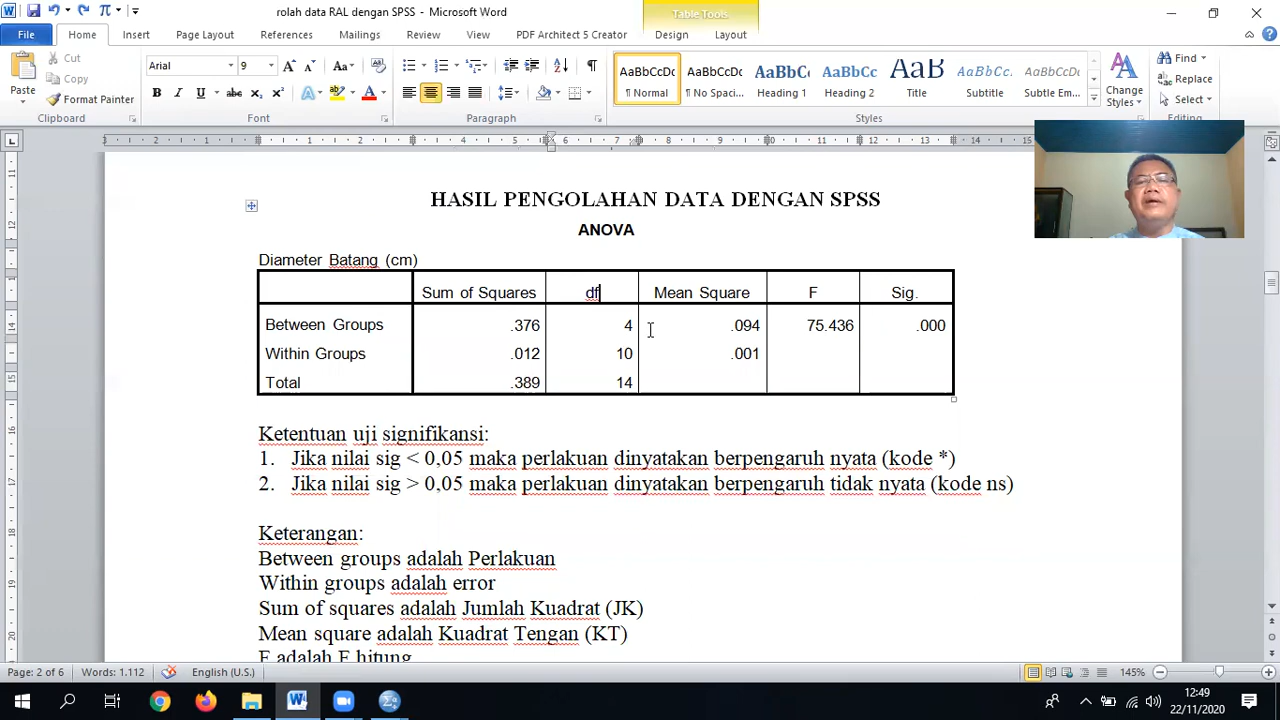 rolah data RAL dengan SPSS - Microsoft Word
Table Tools
File Home Insert Page Layout References Mailings Review View PDF Architect 5 Creator Design Layout
Cut
Copy
Format Painter
Paste
Clipboard
Arial 9
Font
Paragraph
AaBbCcDc AaBbCcDc AaBbCc AaBbCc AaB AaBbCc. AaBbCcDc
¶ Normal ¶ No Spaci... Heading 1 Heading 2 Title Subtitle Subtle Em...
Styles
Change Styles
Find
Replace
Select
Editing
HASIL PENGOLAHAN DATA DENGAN SPSS
ANOVA
Diameter Batang (cm)
Sum of Squares df Mean Square F Sig.
Between Groups .376 4 .094 75.436 .000
Within Groups .012 10 .001
Total .389 14
Ketentuan uji signifikansi:
1. Jika nilai sig < 0,05 maka perlakuan dinyatakan berpengaruh nyata (kode *)
2. Jika nilai sig > 0,05 maka perlakuan dinyatakan berpengaruh tidak nyata (kode ns)
Keterangan:
Between groups adalah Perlakuan
Within groups adalah error
Sum of squares adalah Jumlah Kuadrat (JK)
Mean square adalah Kuadrat Tengan (KT)
F adalah F hitung
Page: 2 of 6 Words: 1.112 English (U.S.) 145%
12:49
22/11/2020